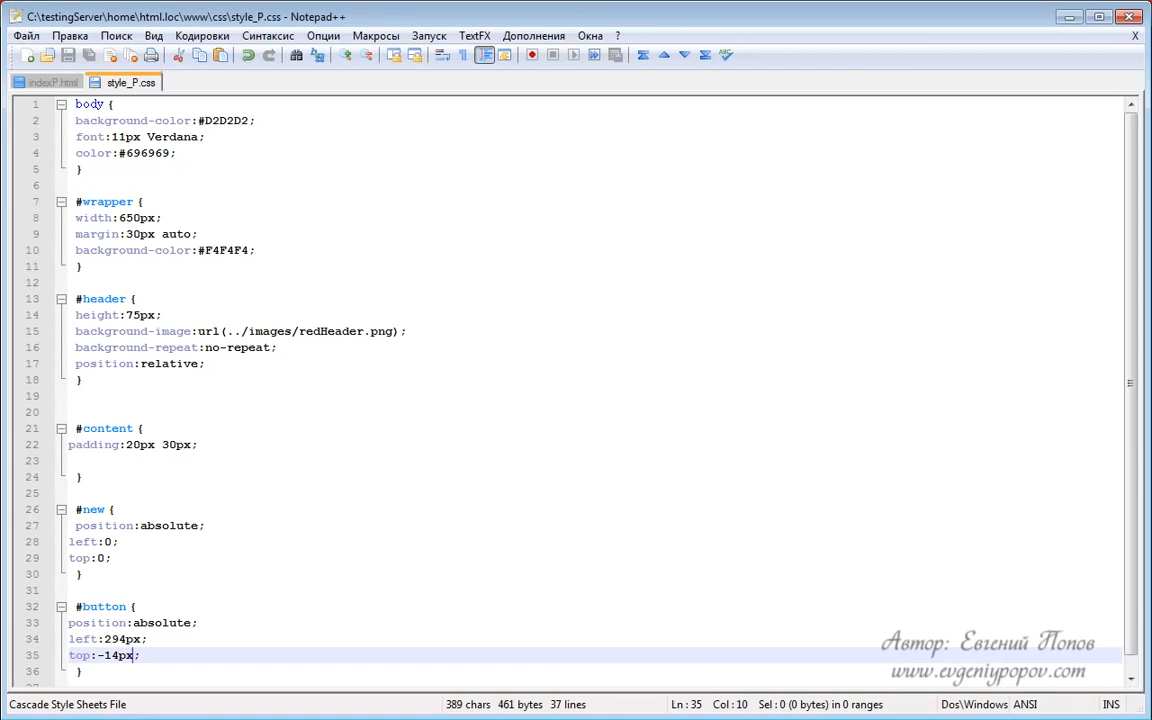 C:\testingServer\home\html.loc\www\css\style_P.css - Notepad++
Файл Правка Поиск Вид Кодировки Синтаксис Опции Макросы Запуск TextFX Дополнения Окна ? X
indexP.html style_P.css
1 body {
2 background-color:#D2D2D2;
3 font:11px Verdana;
4 color:#696969;
5 }
6
7 #wrapper {
8 width:650px;
9 margin:30px auto;
10 background-color:#F4F4F4;
11 }
12
13 #header {
14 height:75px;
15 background-image:url(../images/redHeader.png);
16 background-repeat:no-repeat;
17 position:relative;
18 }
19
20
21 #content {
22 padding:20px 30px;
23
24 }
25
26 #new {
27 position:absolute;
28 left:0;
29 top:0;
30 }
31
32 #button {
33 position:absolute;
34 left:294px;
35 top:-14px;
36 }
Автор: Евгений Попов
www.evgeniypopov.com
Cascade Style Sheets File 389 chars 461 bytes 37 lines Ln : 35 Col : 10 Sel : 0 (0 bytes) in 0 ranges Dos\Windows ANSI INS